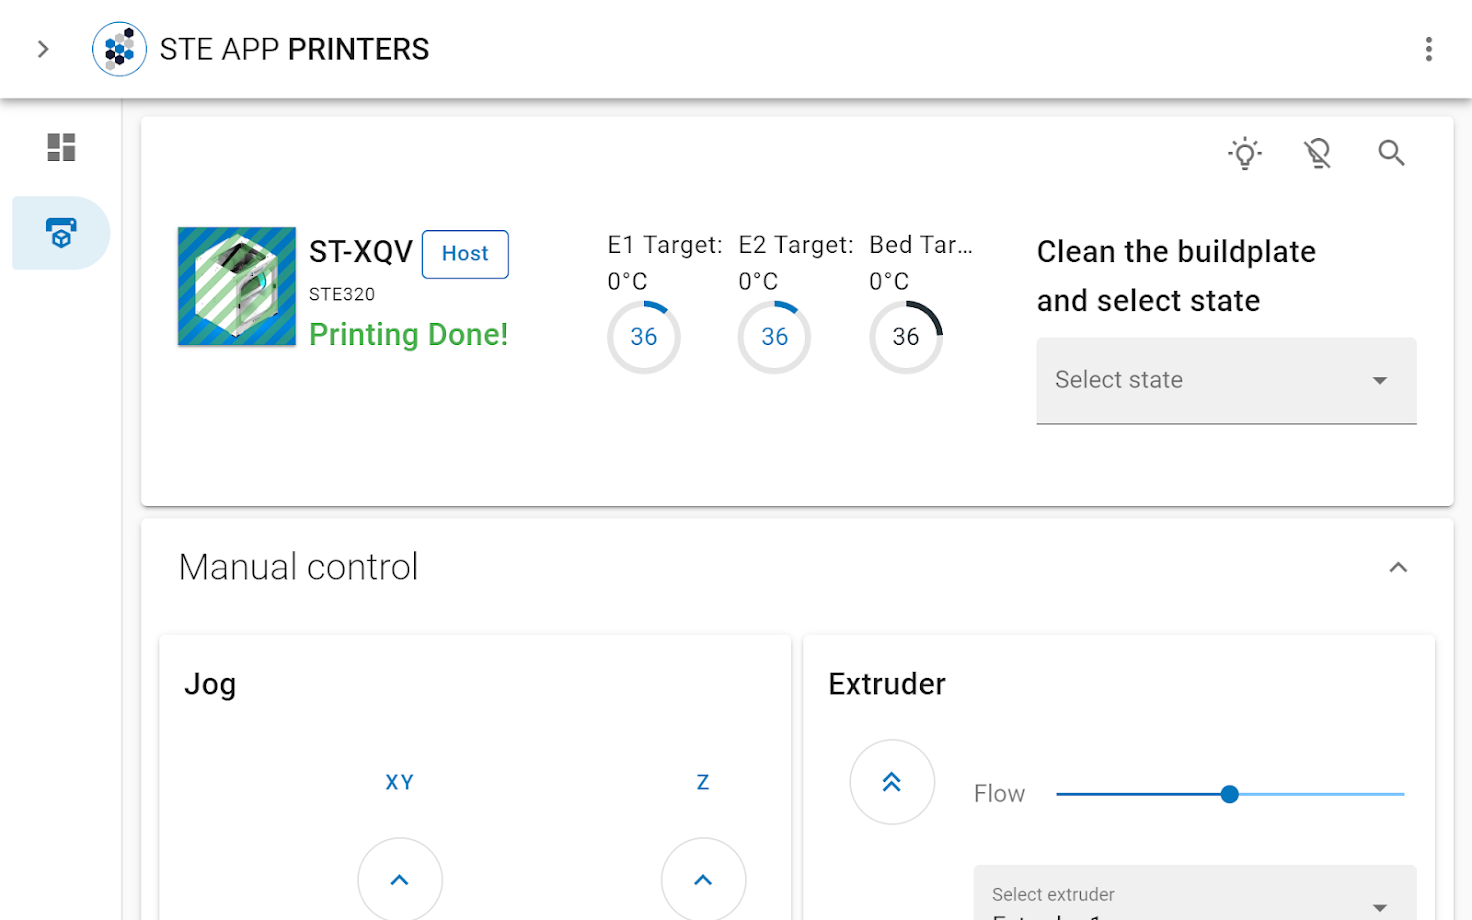 STE APP PRINTERS
ST-XQV
Host
STE320
Printing Done!
E1 Target:
0°C
36
E2 Target:
0°C
36
Bed Tar...
0°C
36
Clean the buildplate
and select state
Select state
Manual control
Jog
XY
Z
Extruder
Flow
Select extruder